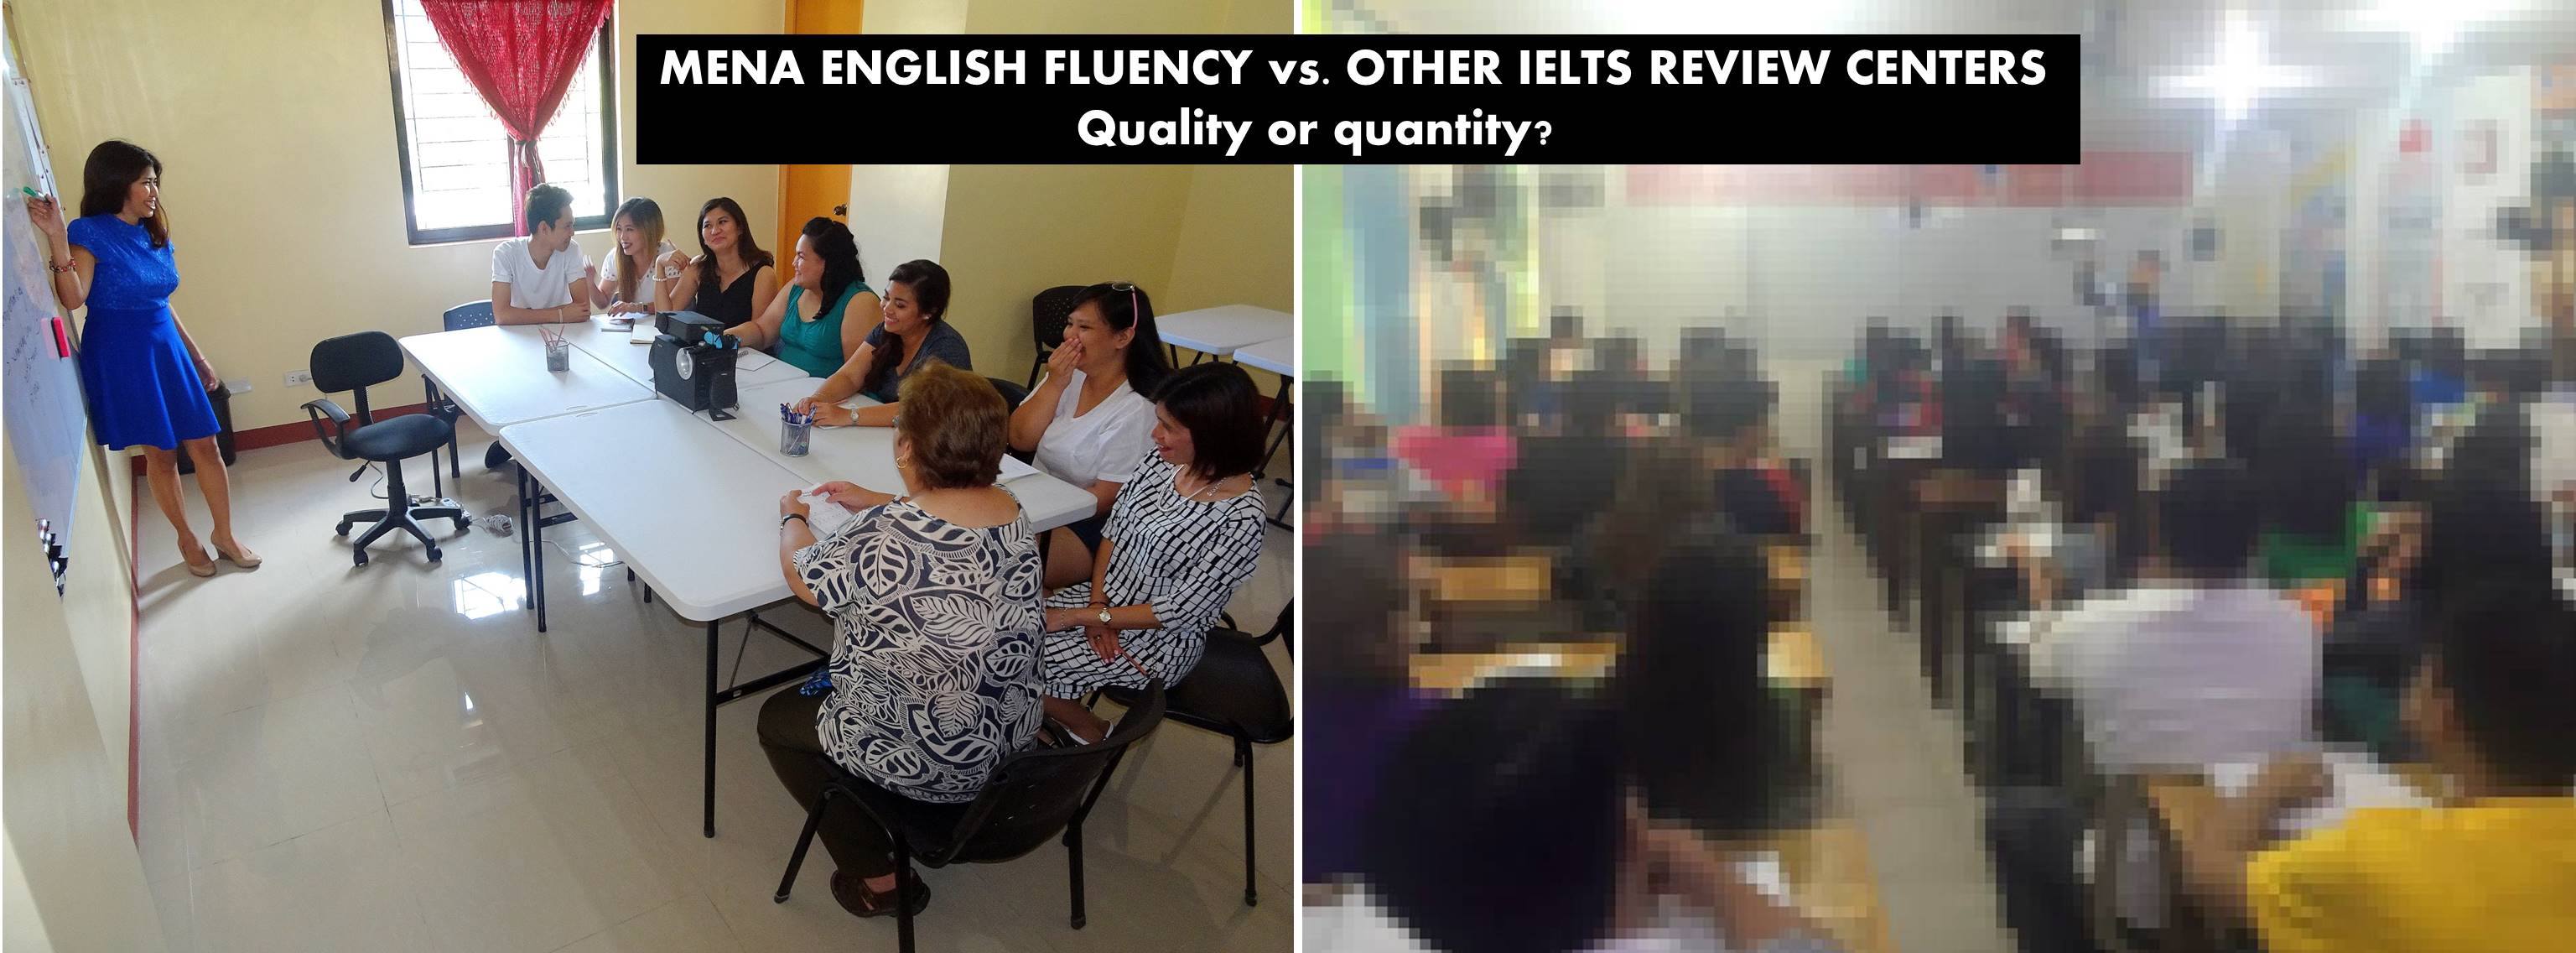 MENA ENGLISH FLUENCY vs. OTHER IELTS REVIEW CENTERS
Quality or quantity?